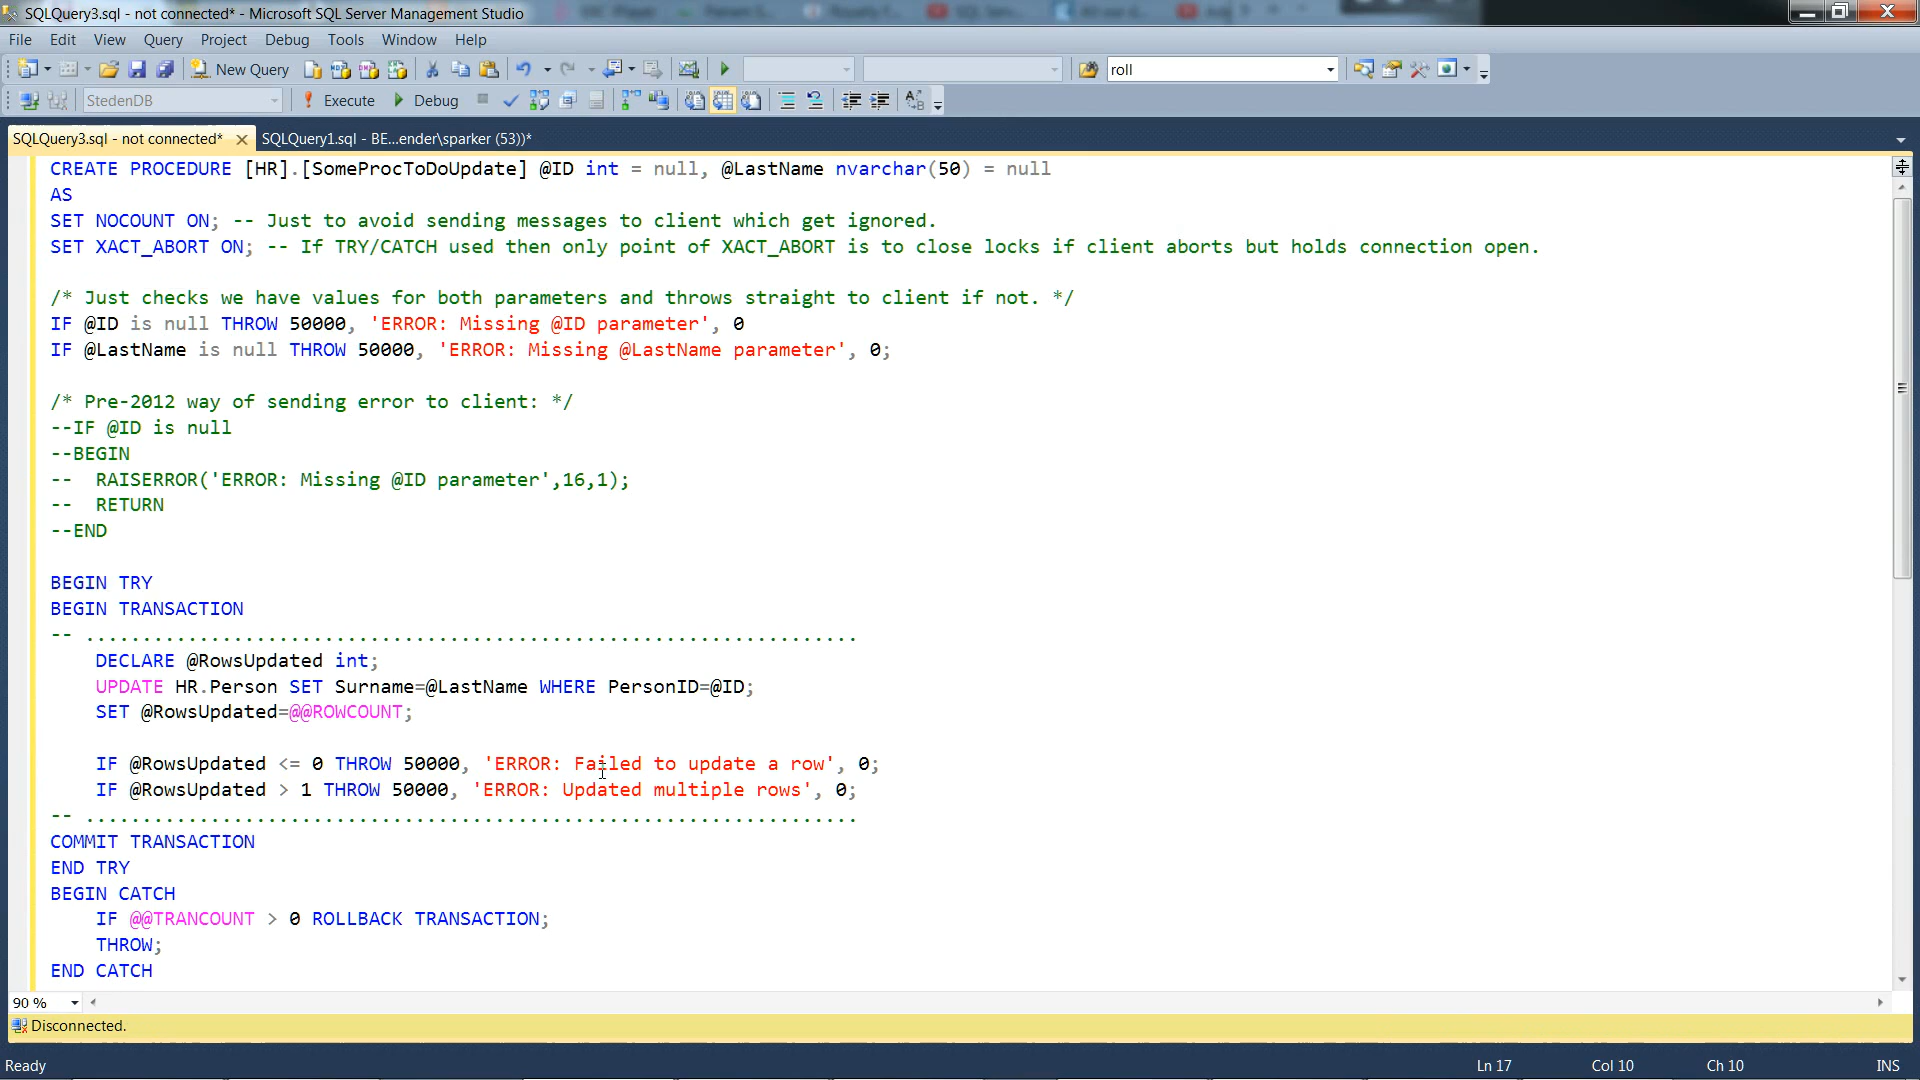 SQLQuery3.sql - not connected* - Microsoft SQL Server Management Studio
File Edit View Query Project Debug Tools Window Help
New Query roll
StedenDB Execute Debug
SQLQuery3.sql - not connected* SQLQuery1.sql - BE...ender\sparker (53))*
CREATE PROCEDURE [HR].[SomeProcToDoUpdate] @ID int = null, @LastName nvarchar(50) = null
AS
SET NOCOUNT ON; -- Just to avoid sending messages to client which get ignored.
SET XACT_ABORT ON; -- If TRY/CATCH used then only point of XACT_ABORT is to close locks if client aborts but holds connection open.
/* Just checks we have values for both parameters and throws straight to client if not. */
IF @ID is null THROW 50000, 'ERROR: Missing @ID parameter', 0
IF @LastName is null THROW 50000, 'ERROR: Missing @LastName parameter', 0;
/* Pre-2012 way of sending error to client: */
--IF @ID is null
--BEGIN
-- RAISERROR('ERROR: Missing @ID parameter',16,1);
-- RETURN
--END
BEGIN TRY
BEGIN TRANSACTION
-- ....................................................................
DECLARE @RowsUpdated int;
UPDATE HR.Person SET Surname=@LastName WHERE PersonID=@ID;
SET @RowsUpdated=@@ROWCOUNT;
IF @RowsUpdated <= 0 THROW 50000, 'ERROR: Failed to update a row', 0;
IF @RowsUpdated > 1 THROW 50000, 'ERROR: Updated multiple rows', 0;
-- ....................................................................
COMMIT TRANSACTION
END TRY
BEGIN CATCH
IF @@TRANCOUNT > 0 ROLLBACK TRANSACTION;
THROW;
END CATCH
90 %
Disconnected.
Ready Ln 17 Col 10 Ch 10 INS